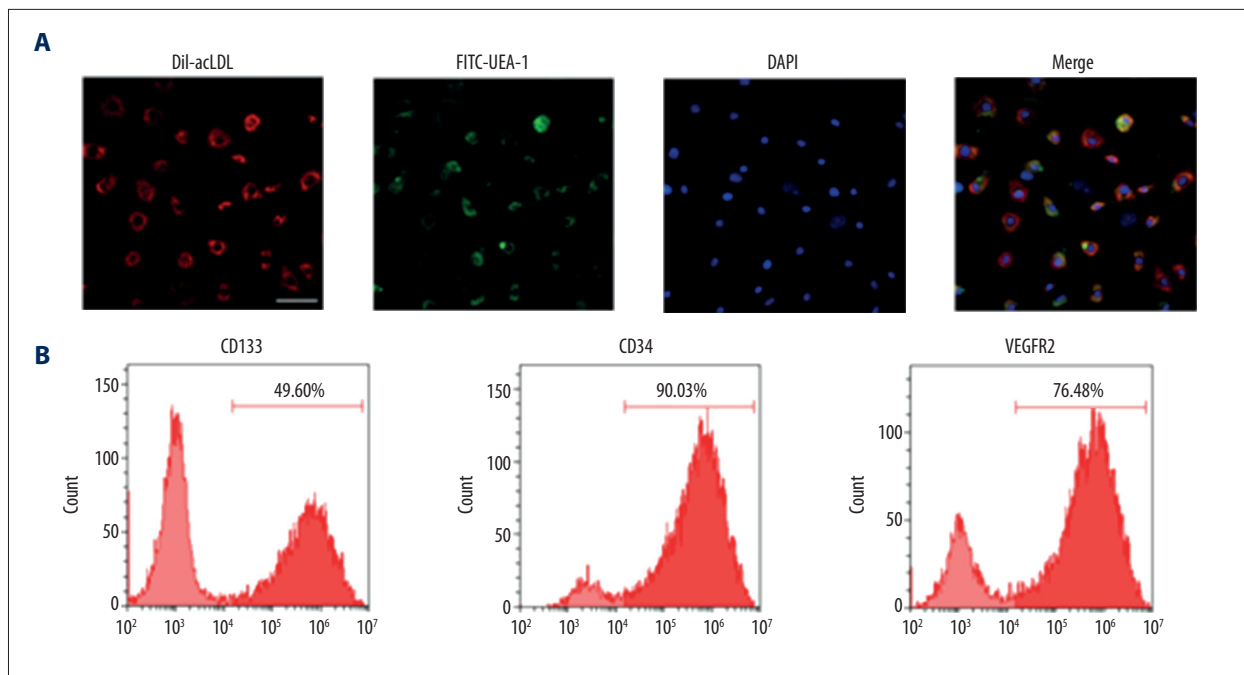 A
Dil-acLDL FITC-UEA-1 DAPI Merge
B
CD133 CD34 VEGFR2
49.60% 90.03% 76.48%
150 150
100 100 100
50 50 50
0 0 0
Count Count Count
10² 10³ 10⁴ 10⁵ 10⁶ 10⁷ 10² 10³ 10⁴ 10⁵ 10⁶ 10⁷ 10² 10³ 10⁴ 10⁵ 10⁶ 10⁷